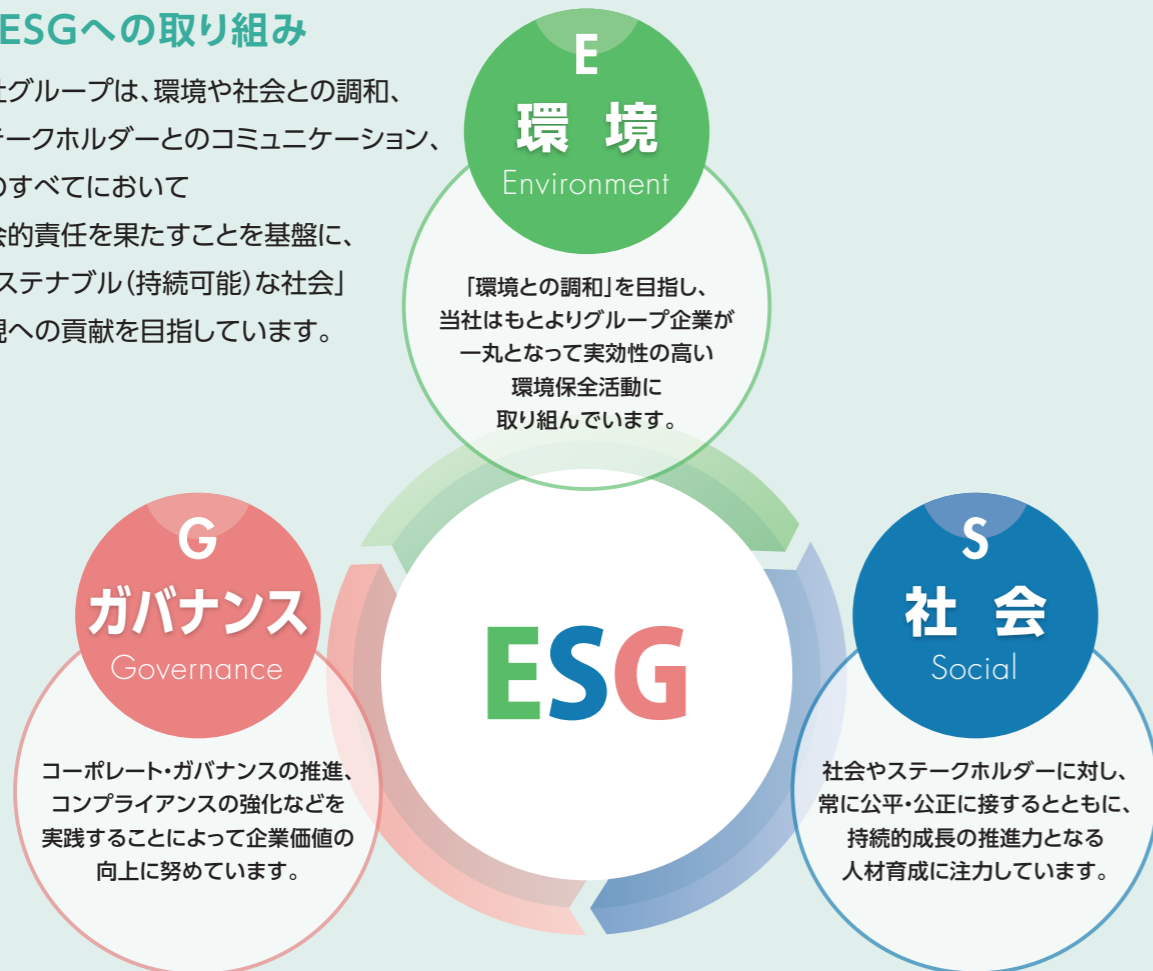 ESGへの取り組み
社グループは、環境や社会との調和、
テークホルダーとのコミュニケーション、
のすべてにおいて
会的責任を果たすことを基盤に、
ステナブル(持続可能)な社会」
現への貢献を目指しています。
E
環境
Environment
「環境との調和」を目指し、
当社はもとよりグループ企業が
一丸となって実効性の高い
環境保全活動に
取り組んでいます。
ESG
G
ガバナンス
Governance
コーポレート・ガバナンスの推進、
コンプライアンスの強化などを
実践することによって企業価値の
向上に努めています。
S
社会
Social
社会やステークホルダーに対し、
常に公平・公正に接するとともに、
持続的成長の推進力となる
人材育成に注力しています。